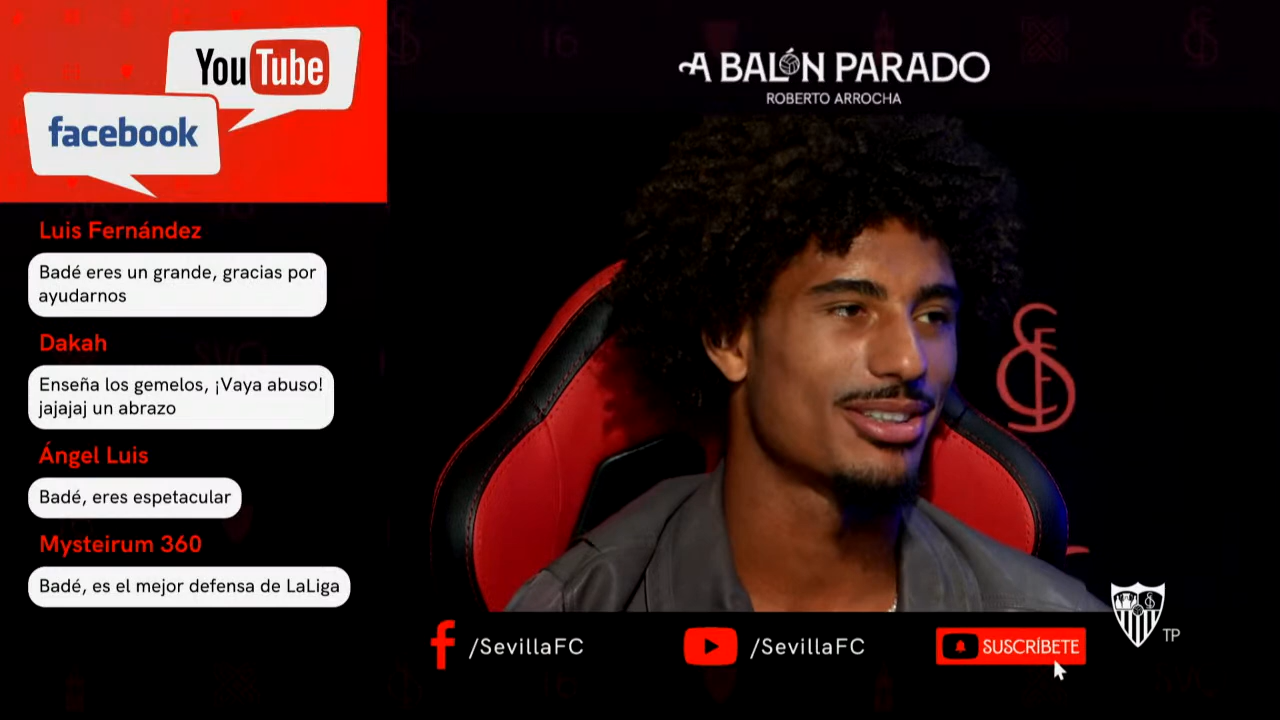 YouTube
facebook
Luis Fernández
Badé eres un grande, gracias por
ayudarnos
Dakah
Enseña los gemelos, ¡Vaya abuso!
jajajaj un abrazo
Ángel Luis
Badé, eres espetacular
Mysteirum 360
Badé, es el mejor defensa de LaLiga
A BALÓN PARADO
ROBERTO ARROCHA
/SevillaFC
/SevillaFC
SUSCRÍBETE
TP